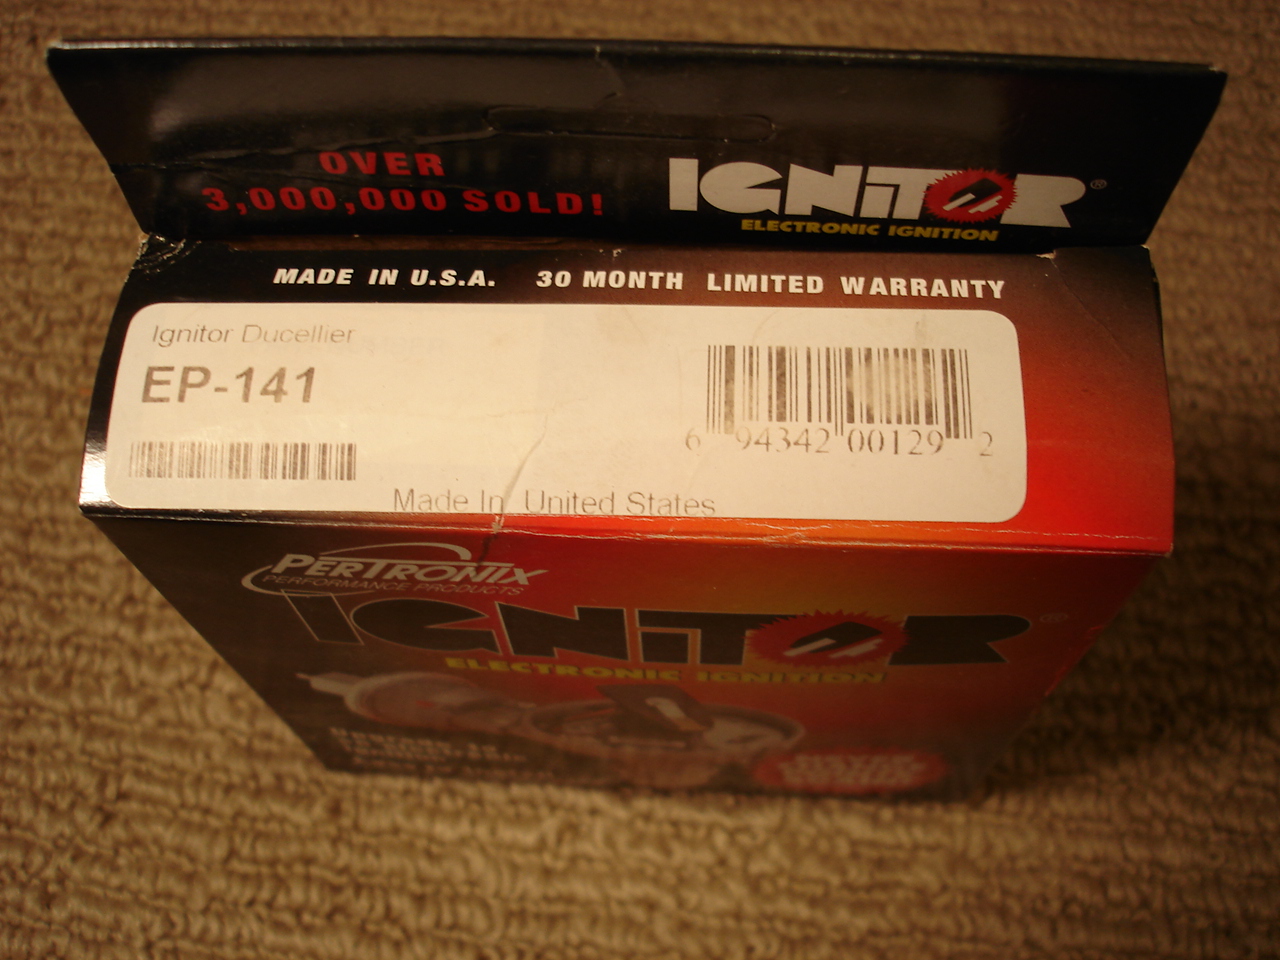 OVER
3,000,000 SOLD!
IGNITOR®
ELECTRONIC IGNITION
MADE IN U.S.A. 30 MONTH LIMITED WARRANTY
Ignitor Ducellier
EP-141
6 94342 00129 2
Made In United States
PERTRONIX
PERFORMANCE PRODUCTS
IGNITOR®
ELECTRONIC IGNITION